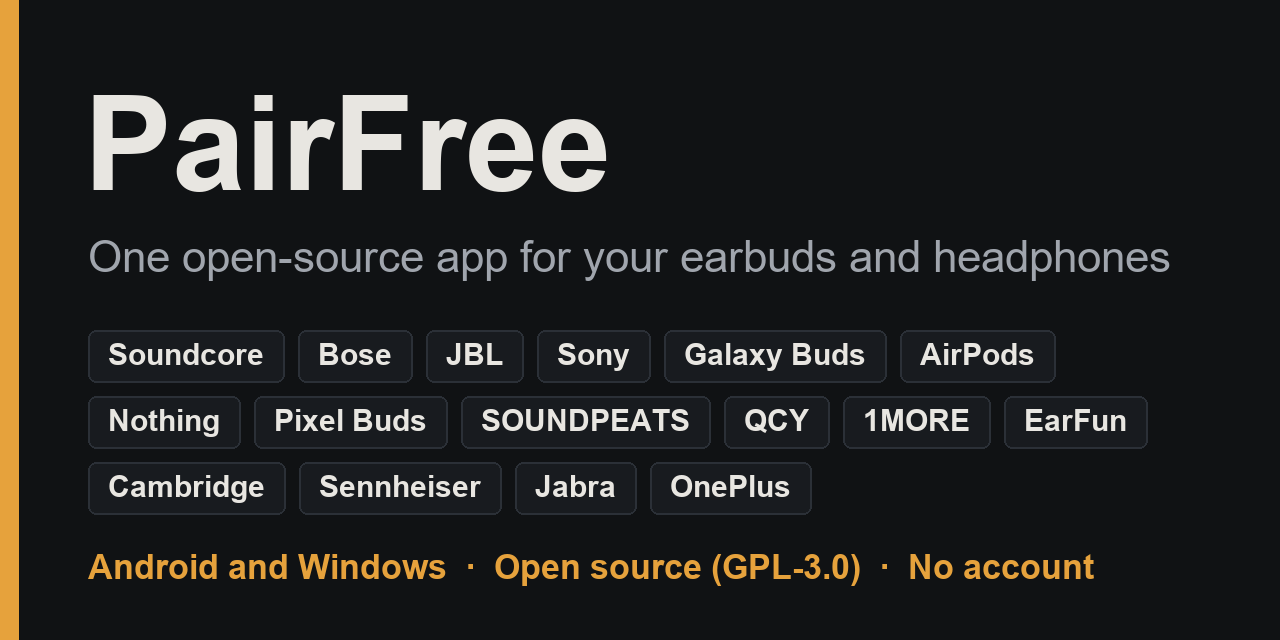 PairFree
One open-source app for your earbuds and headphones
Soundcore Bose JBL Sony Galaxy Buds AirPods
Nothing Pixel Buds SOUNDPEATS QCY 1MORE EarFun
Cambridge Sennheiser Jabra OnePlus
Android and Windows · Open source (GPL-3.0) · No account